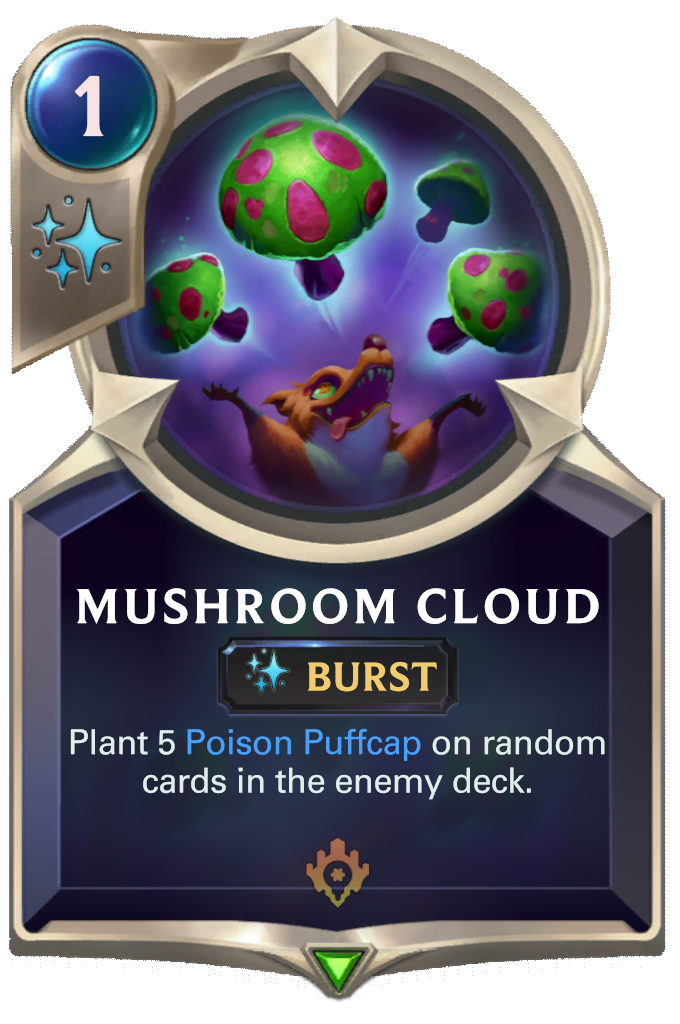 1
MUSHROOM CLOUD
BURST
Plant 5 Poison Puffcap on random
cards in the enemy deck.